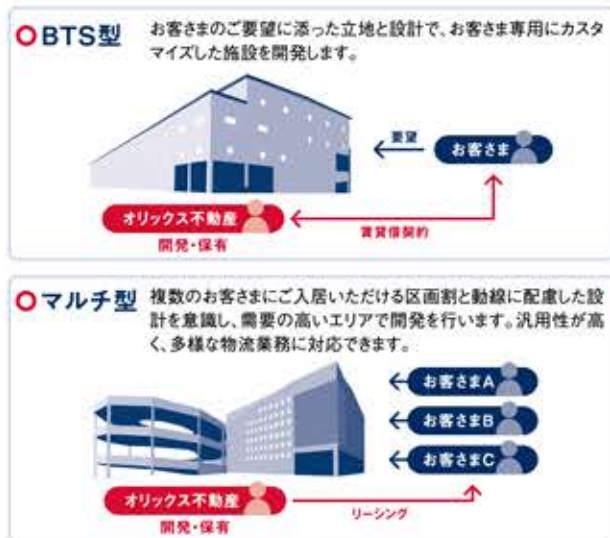 BTS型
お客さまのご要望に添った立地と設計で、お客さま専用にカスタ
マイズした施設を開発します。
要望
お客さま
オリックス不動産
開発・保有
賃貸借契約
マルチ型
複数のお客さまにご入居いただける区画割と動線に配慮した設
計を意識し、需要の高いエリアで開発を行います。汎用性が高
く、多様な物流業務に対応できます。
お客さまA
お客さまB
お客さまC
オリックス不動産
開発・保有
リーシング